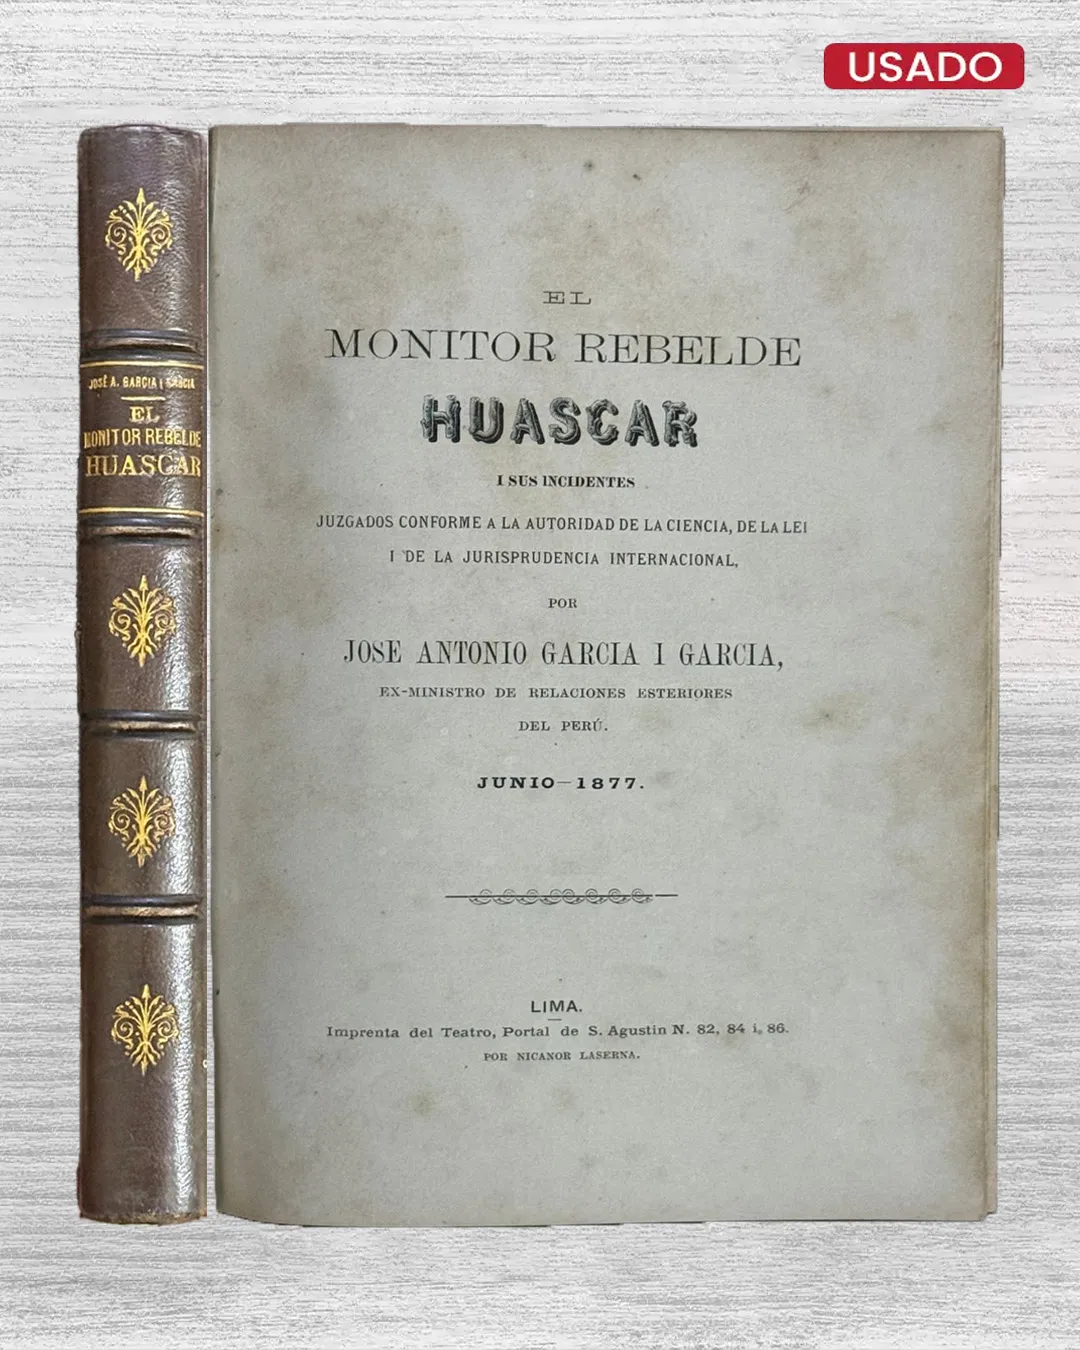 USADO
JOSÉ A. GARCIA I GARCIA
EL
MONITOR REBELDE
HUASCAR
EL
MONITOR REBELDE
HUASCAR
I SUS INCIDENTES
JUZGADOS CONFORME A LA AUTORIDAD DE LA CIENCIA, DE LA LEI
I DE LA JURISPRUDENCIA INTERNACIONAL,
POR
JOSE ANTONIO GARCIA I GARCIA,
EX-MINISTRO DE RELACIONES ESTERIORES
DEL PERÚ.
JUNIO—1877.
LIMA.
Imprenta del Teatro, Portal de S. Agustin N. 82, 84 i 86.
POR NICANOR LASERNA.